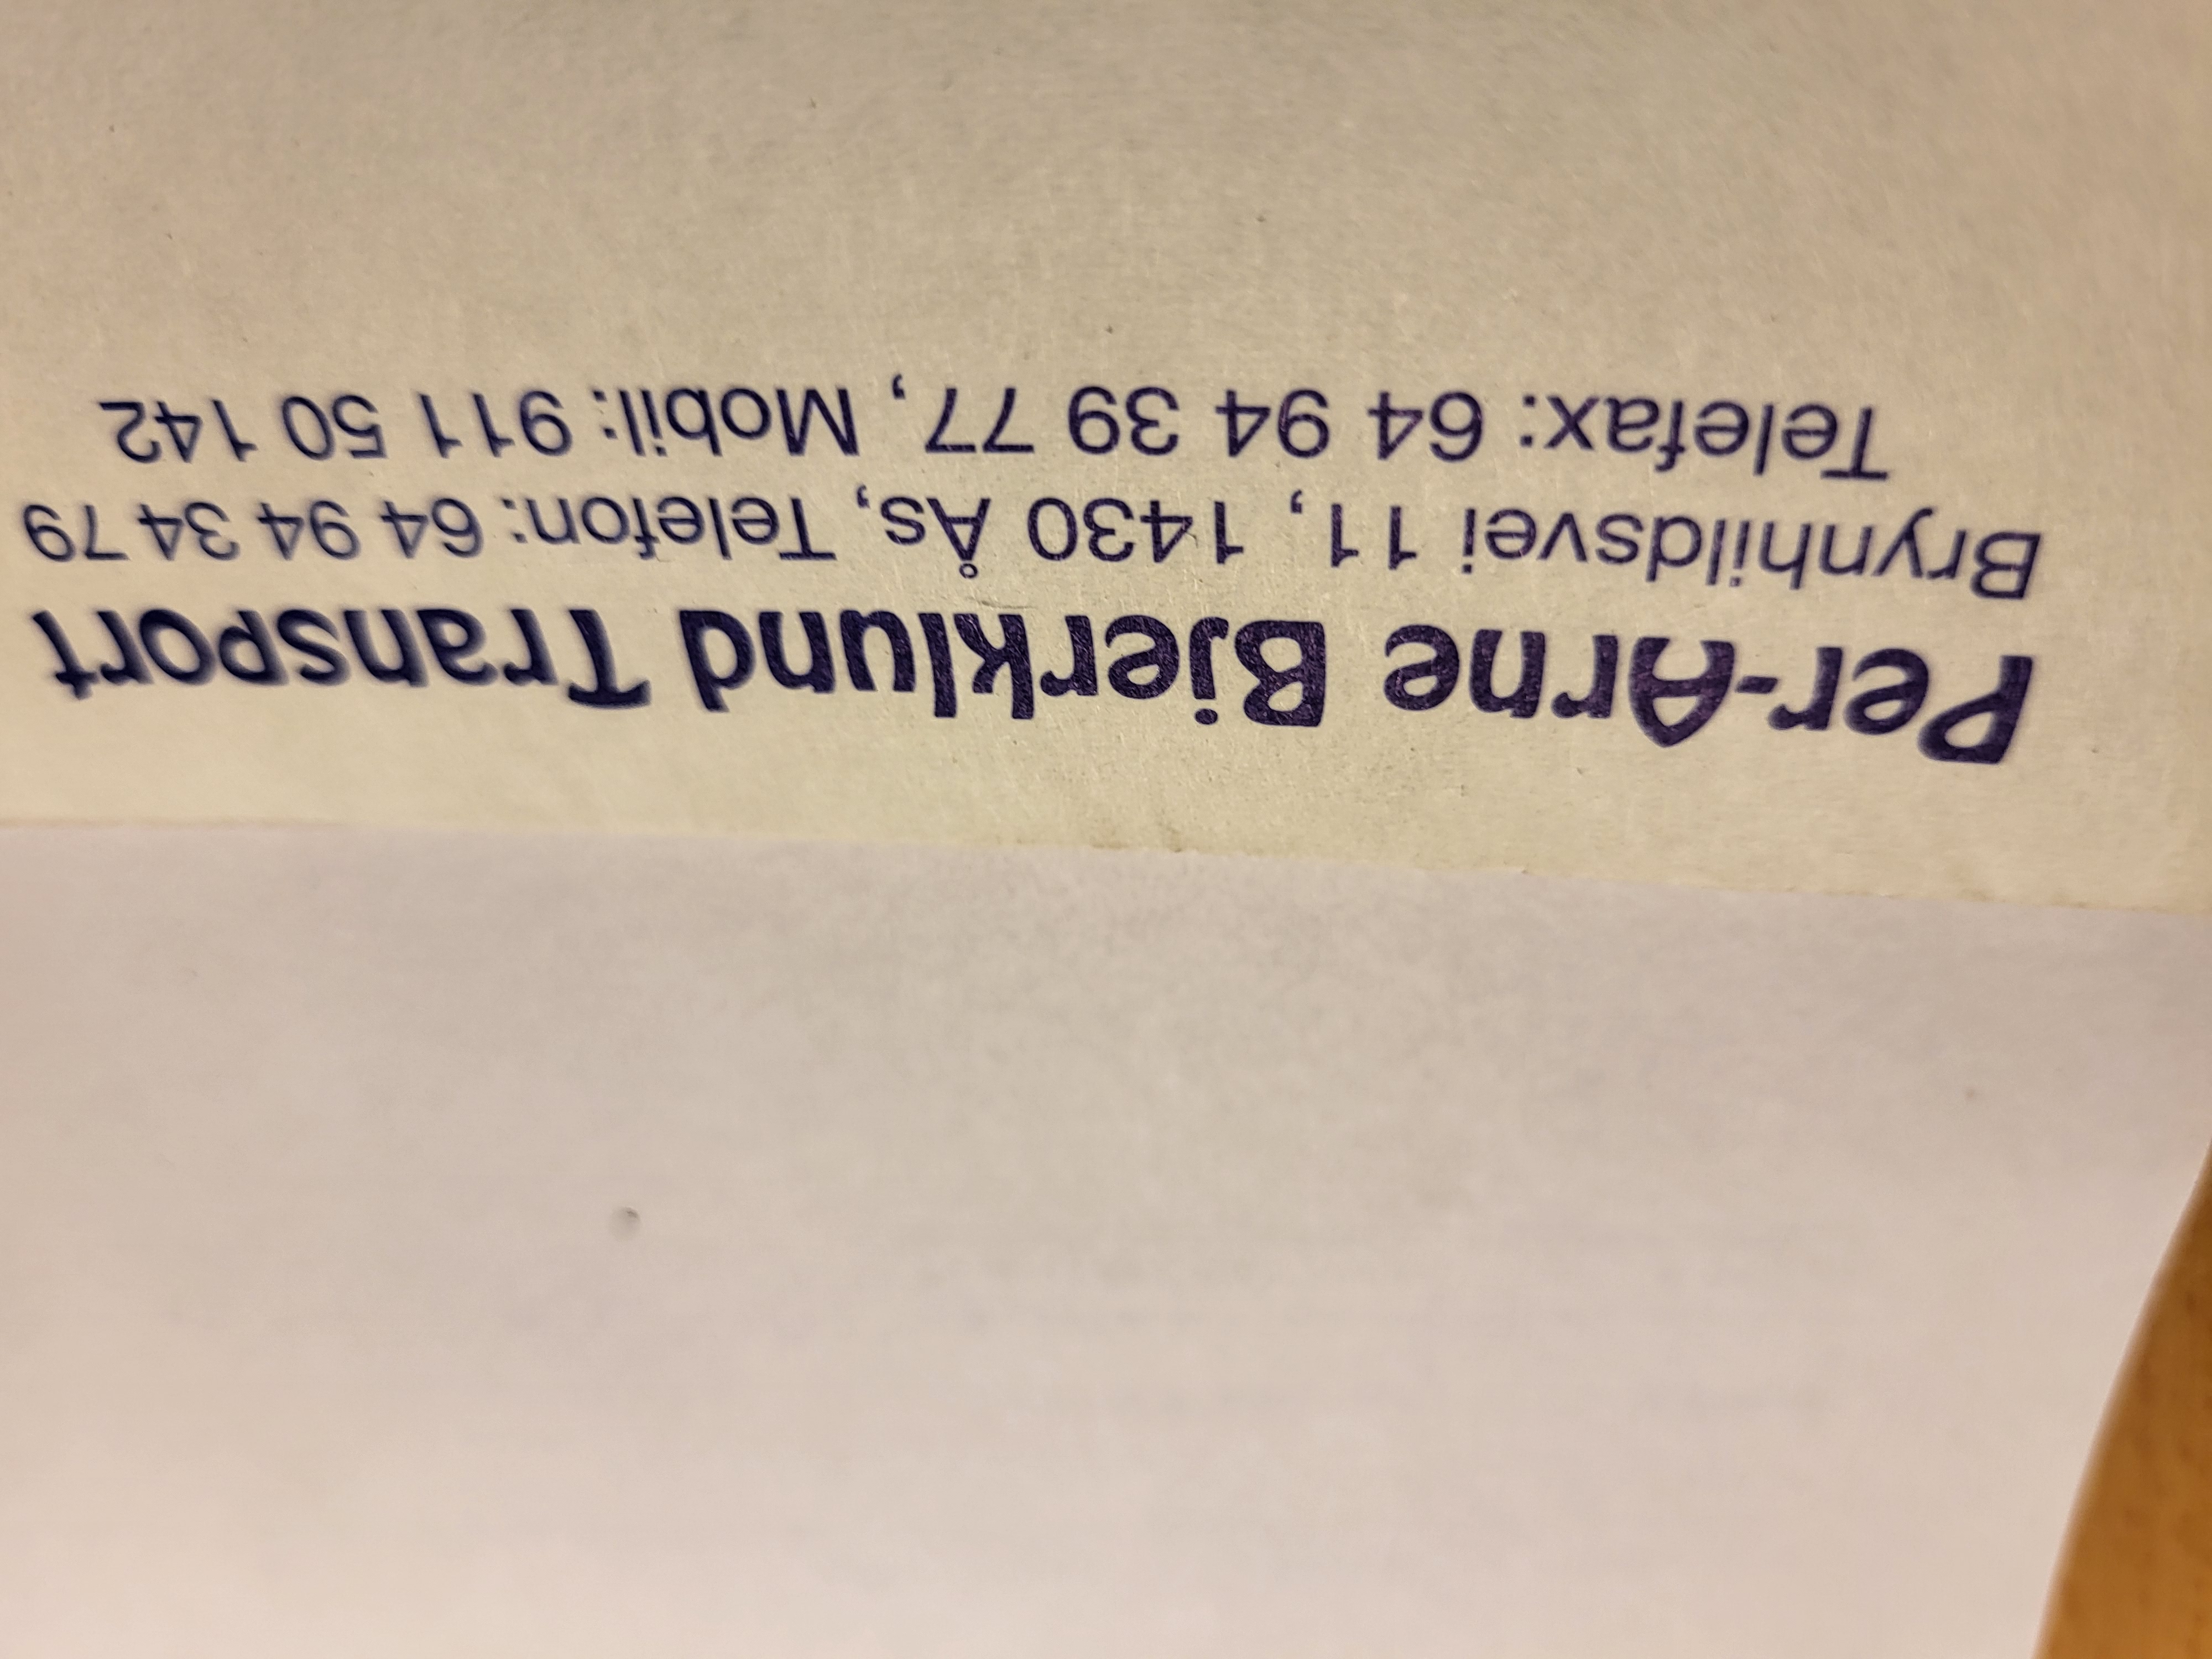 Per-Arne Bjerklund Transport
Brynhildsvei 11, 1430 Ås, Telefon: 64 94 34 79
Telefax: 64 94 39 77, Mobil: 911 50 142